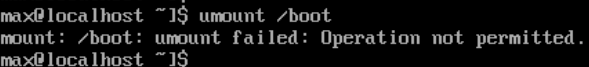 max@localhost ~]$ umount /boot
mount: /boot: umount failed: Operation not permitted.
max@localhost ~]$